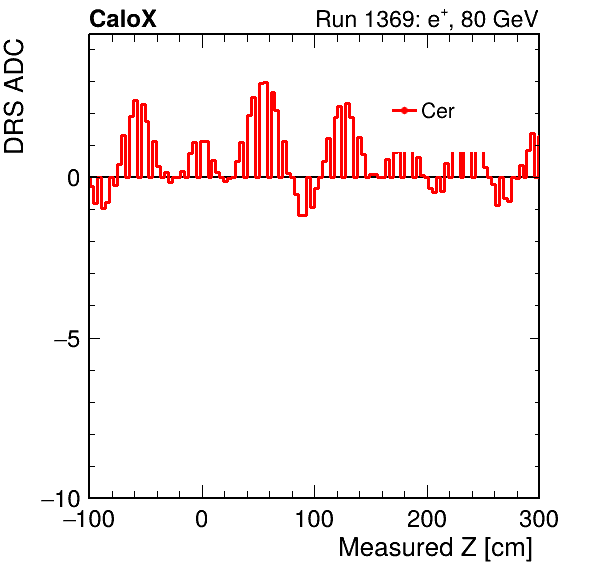 CaloX
Run 1369: e+, 80 GeV
DRS ADC
Cer
0
−5
−10
−100 0 100 200 300
Measured Z [cm]